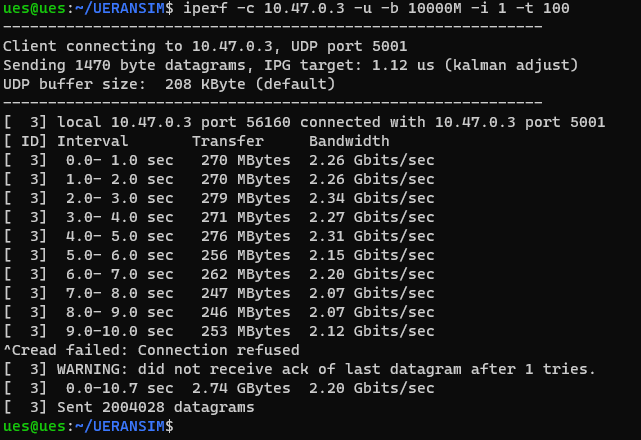 ues@ues:~/UERANSIM$ iperf -c 10.47.0.3 -u -b 10000M -i 1 -t 100
------------------------------------------------------------
Client connecting to 10.47.0.3, UDP port 5001
Sending 1470 byte datagrams, IPG target: 1.12 us (kalman adjust)
UDP buffer size:  208 KByte (default)
------------------------------------------------------------
[  3] local 10.47.0.3 port 56160 connected with 10.47.0.3 port 5001
[ ID] Interval       Transfer     Bandwidth
[  3]  0.0- 1.0 sec   270 MBytes  2.26 Gbits/sec
[  3]  1.0- 2.0 sec   270 MBytes  2.26 Gbits/sec
[  3]  2.0- 3.0 sec   279 MBytes  2.34 Gbits/sec
[  3]  3.0- 4.0 sec   271 MBytes  2.27 Gbits/sec
[  3]  4.0- 5.0 sec   276 MBytes  2.31 Gbits/sec
[  3]  5.0- 6.0 sec   256 MBytes  2.15 Gbits/sec
[  3]  6.0- 7.0 sec   262 MBytes  2.20 Gbits/sec
[  3]  7.0- 8.0 sec   247 MBytes  2.07 Gbits/sec
[  3]  8.0- 9.0 sec   246 MBytes  2.07 Gbits/sec
[  3]  9.0-10.0 sec   253 MBytes  2.12 Gbits/sec
^Cread failed: Connection refused
[  3] WARNING: did not receive ack of last datagram after 1 tries.
[  3]  0.0-10.7 sec  2.74 GBytes  2.20 Gbits/sec
[  3] Sent 2004028 datagrams
ues@ues:~/UERANSIM$